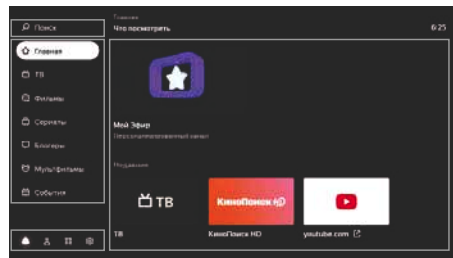 Поиск
Главная
Что посмотреть
6:25
Главная
ТВ
Фильмы
Сериалы
Блогеры
Мультфильмы
События
Мой Эфир
Персонализированный канал
Недавние
ТВ
КиноПоиск HD
ТВ
КиноПоиск HD
youtube.com